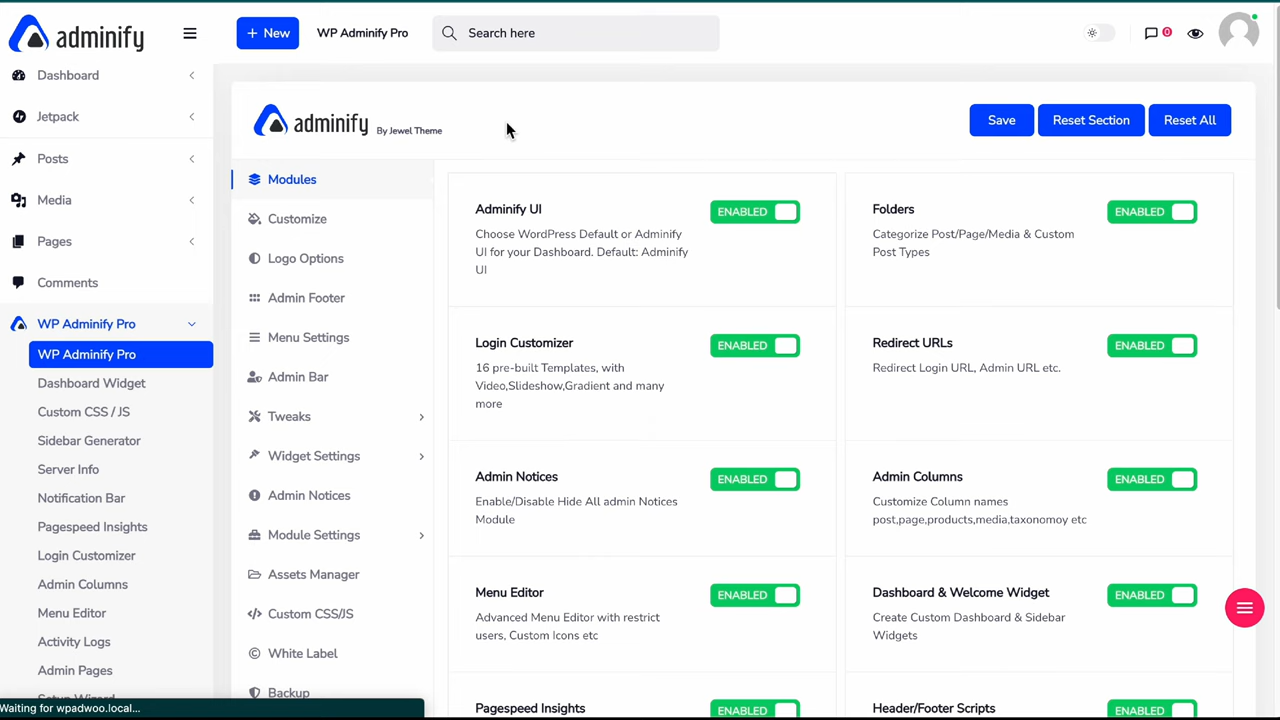 adminify
+ New
WP Adminify Pro
Search here
0
Dashboard
Jetpack
Posts
Media
Pages
Comments
WP Adminify Pro
WP Adminify Pro
Dashboard Widget
Custom CSS / JS
Sidebar Generator
Server Info
Notification Bar
Pagespeed Insights
Login Customizer
Admin Columns
Menu Editor
Activity Logs
Admin Pages
Setup Wizard
Waiting for wpadwoo.local...
adminify By Jewel Theme
Save
Reset Section
Reset All
Modules
Customize
Logo Options
Admin Footer
Menu Settings
Admin Bar
Tweaks
Widget Settings
Admin Notices
Module Settings
Assets Manager
Custom CSS/JS
White Label
Backup
Adminify UI
ENABLED
Choose WordPress Default or Adminify
UI for your Dashboard. Default: Adminify
UI
Folders
ENABLED
Categorize Post/Page/Media & Custom
Post Types
Login Customizer
ENABLED
16 pre-built Templates, with
Video,Slideshow,Gradient and many
more
Redirect URLs
ENABLED
Redirect Login URL, Admin URL etc.
Admin Notices
ENABLED
Enable/Disable Hide All admin Notices
Module
Admin Columns
ENABLED
Customize Column names
post,page,products,media,taxonomoy etc
Menu Editor
ENABLED
Advanced Menu Editor with restrict
users, Custom Icons etc
Dashboard & Welcome Widget
ENABLED
Create Custom Dashboard & Sidebar
Widgets
Pagespeed Insights
ENABLED
Header/Footer Scripts
ENABLED